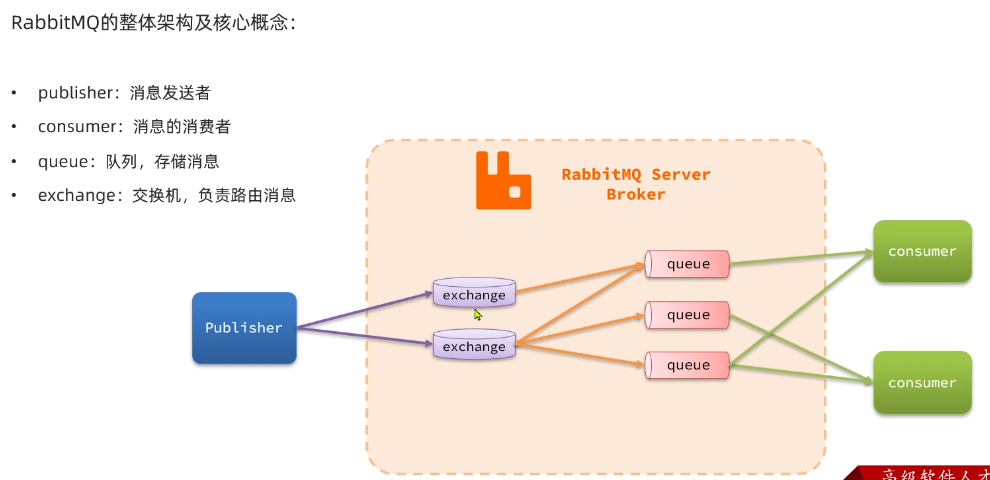 RabbitMQ的整体架构及核心概念：
• publisher：消息发送者
• consumer：消息的消费者
• queue：队列，存储消息
• exchange：交换机，负责路由消息
RabbitMQ Server
Broker
Publisher
exchange
exchange
queue
queue
queue
consumer
consumer
高级软件人才